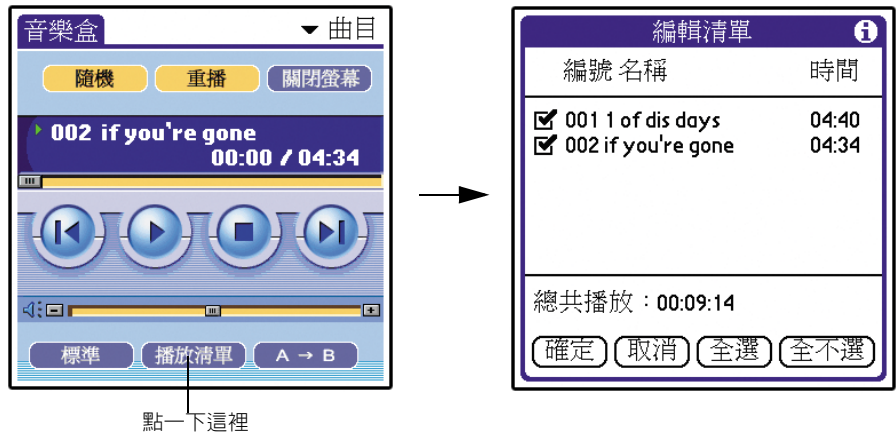 音樂盒
曲目
隨機 重播 關閉螢幕
002 if you're gone
00:00 / 04:34
標準 播放清單 A → B
點一下這裡
編輯清單
編號 名稱 時間
001 1 of dis days 04:40
002 if you're gone 04:34
總共播放：00:09:14
確定 取消 全選 全不選